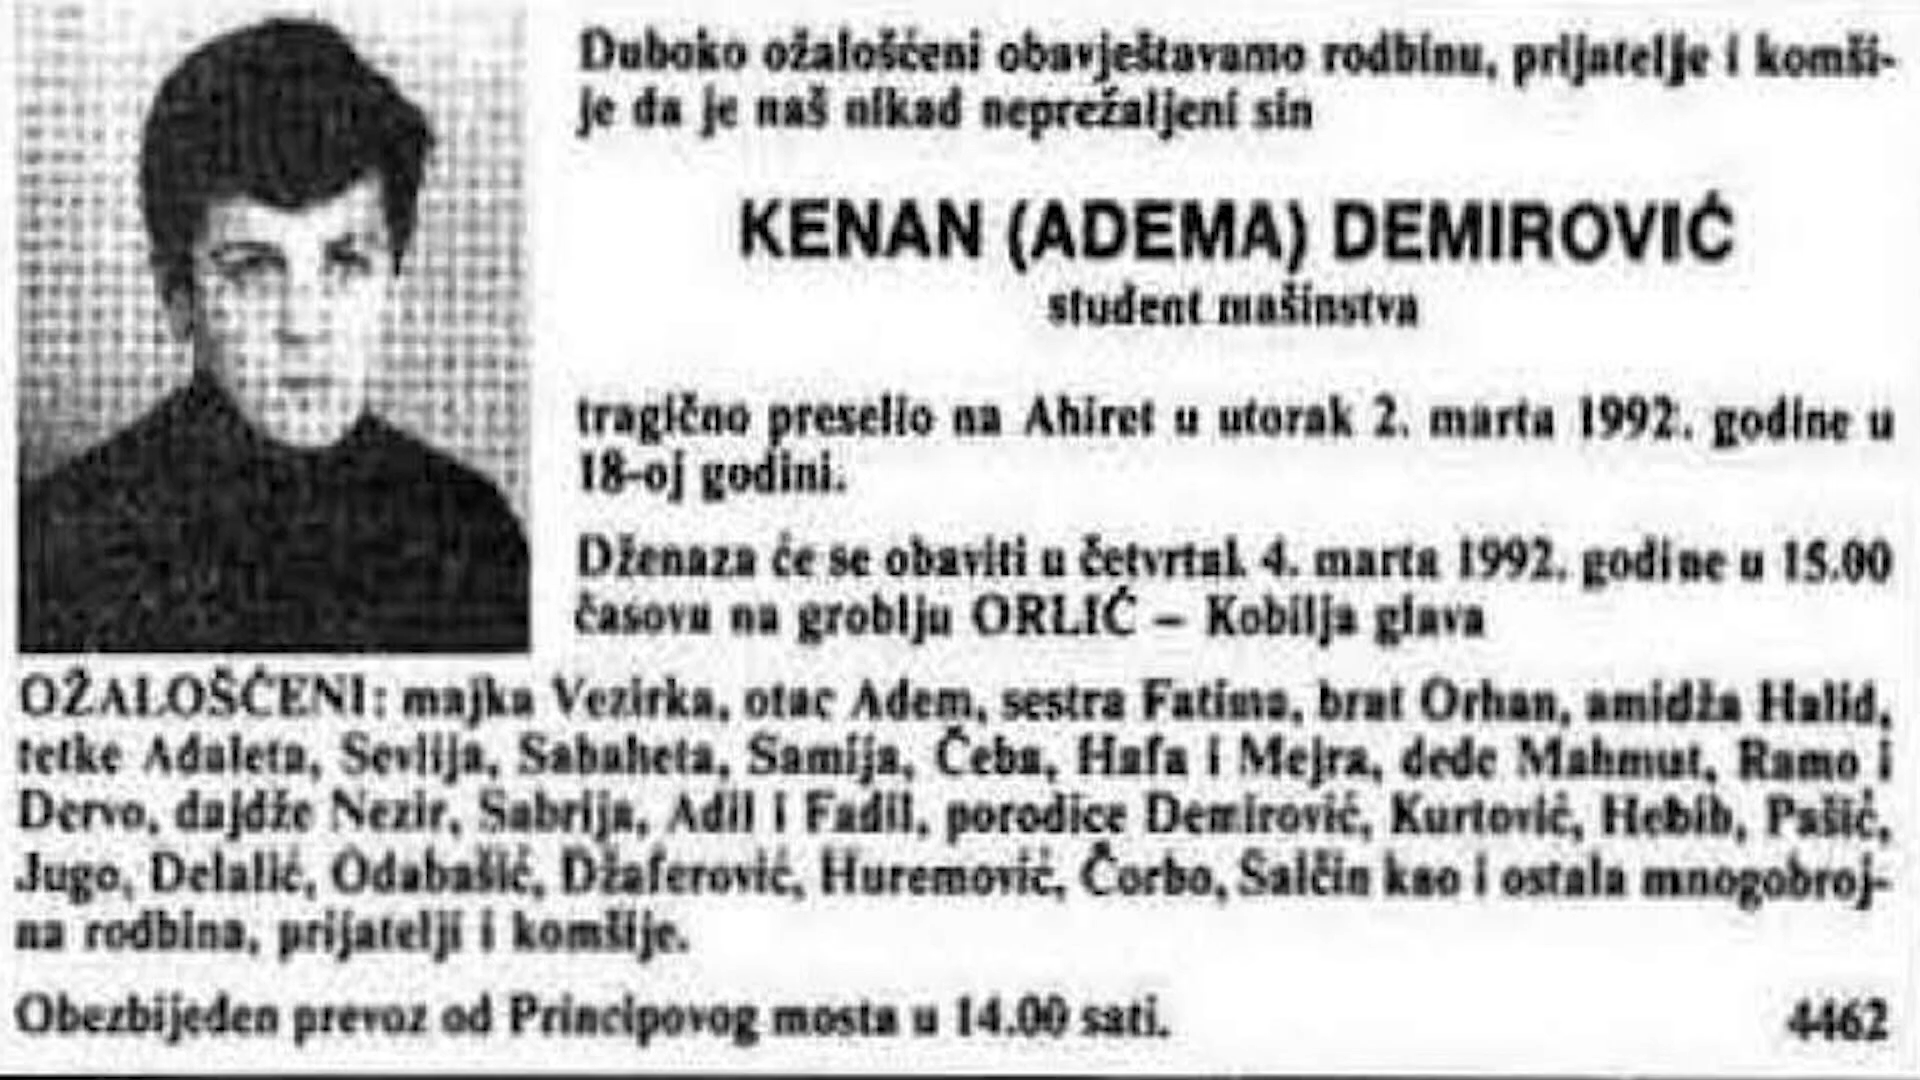 Duboko ožalošćeni obavještavamo rodbinu, prijatelje i komši-
je da je naš nikad neprežaljeni sin
KENAN (ADEMA) DEMIROVIĆ
student mašinstva
tragično preselio na Ahiret u utorak 2. marta 1992. godine u
18-oj godini.
Dženaza će se obaviti u četvrtak 4. marta 1992. godine u 15.00
časova na groblju ORLIĆ – Kobilja glava
OŽALOŠĆENI: majka Vezirka, otac Adem, sestra Fatima, brat Orhan, amidža Halid,
tetke Adaleta, Sevlija, Sabaheta, Samija, Čeba, Hafa i Mejra, dede Mahmut, Ramo i
Dervo, dajdže Nezir, Sabrija, Adil i Fadil, porodice Demirović, Kurtović, Hebib, Pašić,
Jugo, Delalić, Odabašić, Džaferović, Huremović, Čorbo, Salčin kao i ostala mnogobroj-
na rodbina, prijatelji i komšije.
Obezbijeđen prevoz od Principovog mosta u 14.00 sati.
4462